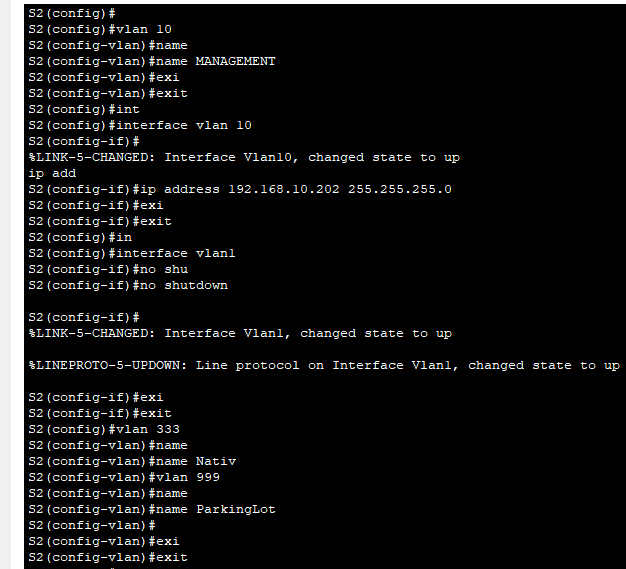 S2(config)#
S2(config)#vlan 10
S2(config-vlan)#name
S2(config-vlan)#name MANAGEMENT
S2(config-vlan)#exi
S2(config-vlan)#exit
S2(config)#int
S2(config)#interface vlan 10
S2(config-if)#
%LINK-5-CHANGED: Interface Vlan10, changed state to up
ip add
S2(config-if)#ip address 192.168.10.202 255.255.255.0
S2(config-if)#exi
S2(config-if)#exit
S2(config)#in
S2(config)#interface vlan1
S2(config-if)#no shu
S2(config-if)#no shutdown
S2(config-if)#
%LINK-5-CHANGED: Interface Vlan1, changed state to up
%LINEPROTO-5-UPDOWN: Line protocol on Interface Vlan1, changed state to up
S2(config-if)#exi
S2(config-if)#exit
S2(config)#vlan 333
S2(config-vlan)#name
S2(config-vlan)#name Nativ
S2(config-vlan)#vlan 999
S2(config-vlan)#name
S2(config-vlan)#name ParkingLot
S2(config-vlan)#
S2(config-vlan)#exi
S2(config-vlan)#exit